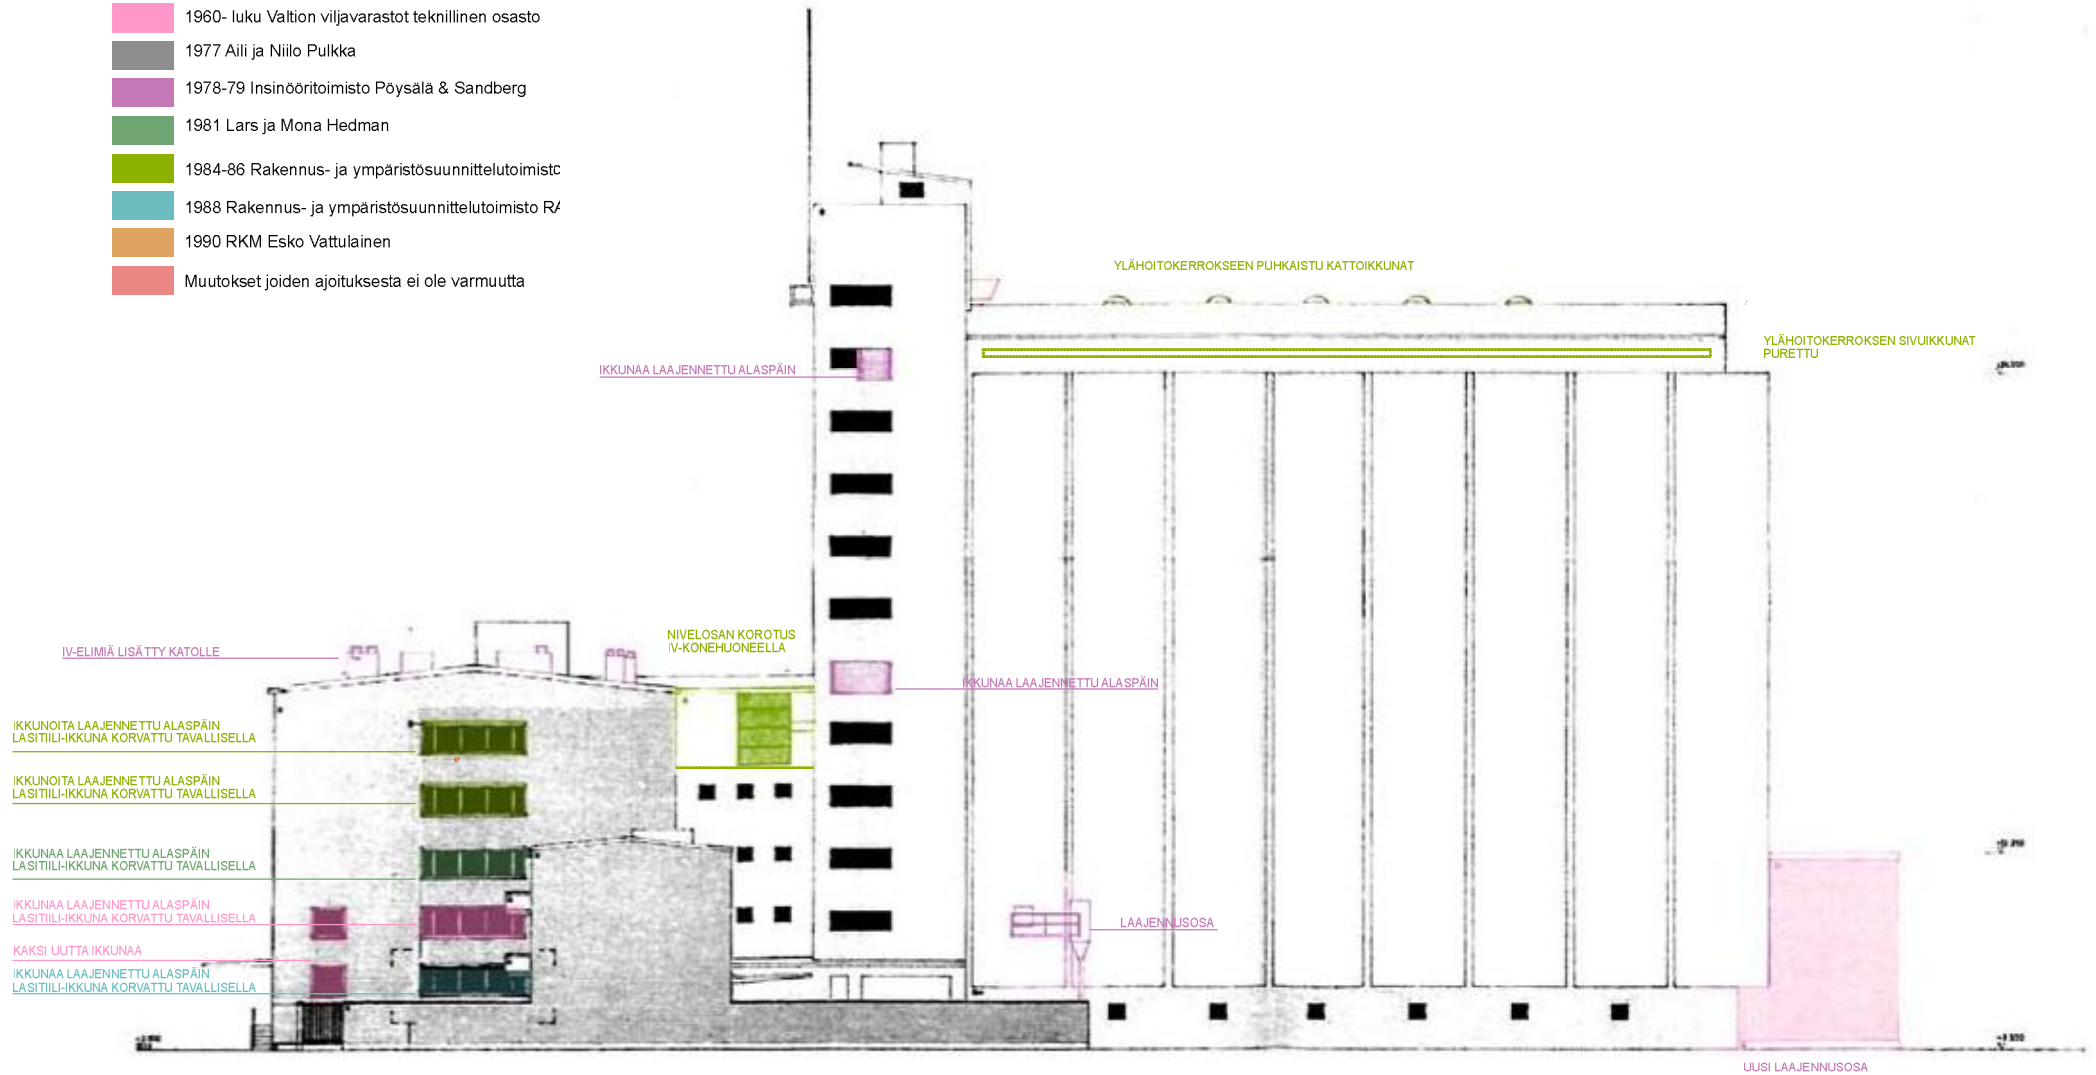 1960- luku Valtion viljavarastot teknillinen osasto
1977 Aili ja Niilo Pulkka
1978-79 Insinööritoimisto Pöysälä & Sandberg
1981 Lars ja Mona Hedman
1984-86 Rakennus- ja ympäristösuunnittelutoimisto
1988 Rakennus- ja ympäristösuunnittelutoimisto RA
1990 RKM Esko Vattulainen
Muutokset joiden ajoituksesta ei ole varmuutta
YLÄHOITOKERROKSEEN PUHKAISTU KATTOIKKUNAT
YLÄHOITOKERROKSEN SIVUIKKUNAT
PURETTU
IKKUNAA LAAJENNETTU ALASPÄIN
NIVELOSAN KOROTUS
IV-KONEHUONEELLA
IV-ELIMIÄ LISÄTTY KATOLLE
IKKUNAA LAAJENNETTU ALASPÄIN
IKKUNOITA LAAJENNETTU ALASPÄIN
LASITIILI-IKKUNA KORVATTU TAVALLISELLA
IKKUNOITA LAAJENNETTU ALASPÄIN
LASITIILI-IKKUNA KORVATTU TAVALLISELLA
IKKUNAA LAAJENNETTU ALASPÄIN
LASITIILI-IKKUNA KORVATTU TAVALLISELLA
IKKUNAA LAAJENNETTU ALASPÄIN
LASITIILI-IKKUNA KORVATTU TAVALLISELLA
LAAJENNUSOSA
KAKSI UUTTA IKKUNAA
IKKUNAA LAAJENNETTU ALASPÄIN
LASITIILI-IKKUNA KORVATTU TAVALLISELLA
UUSI LAAJENNUSOSA